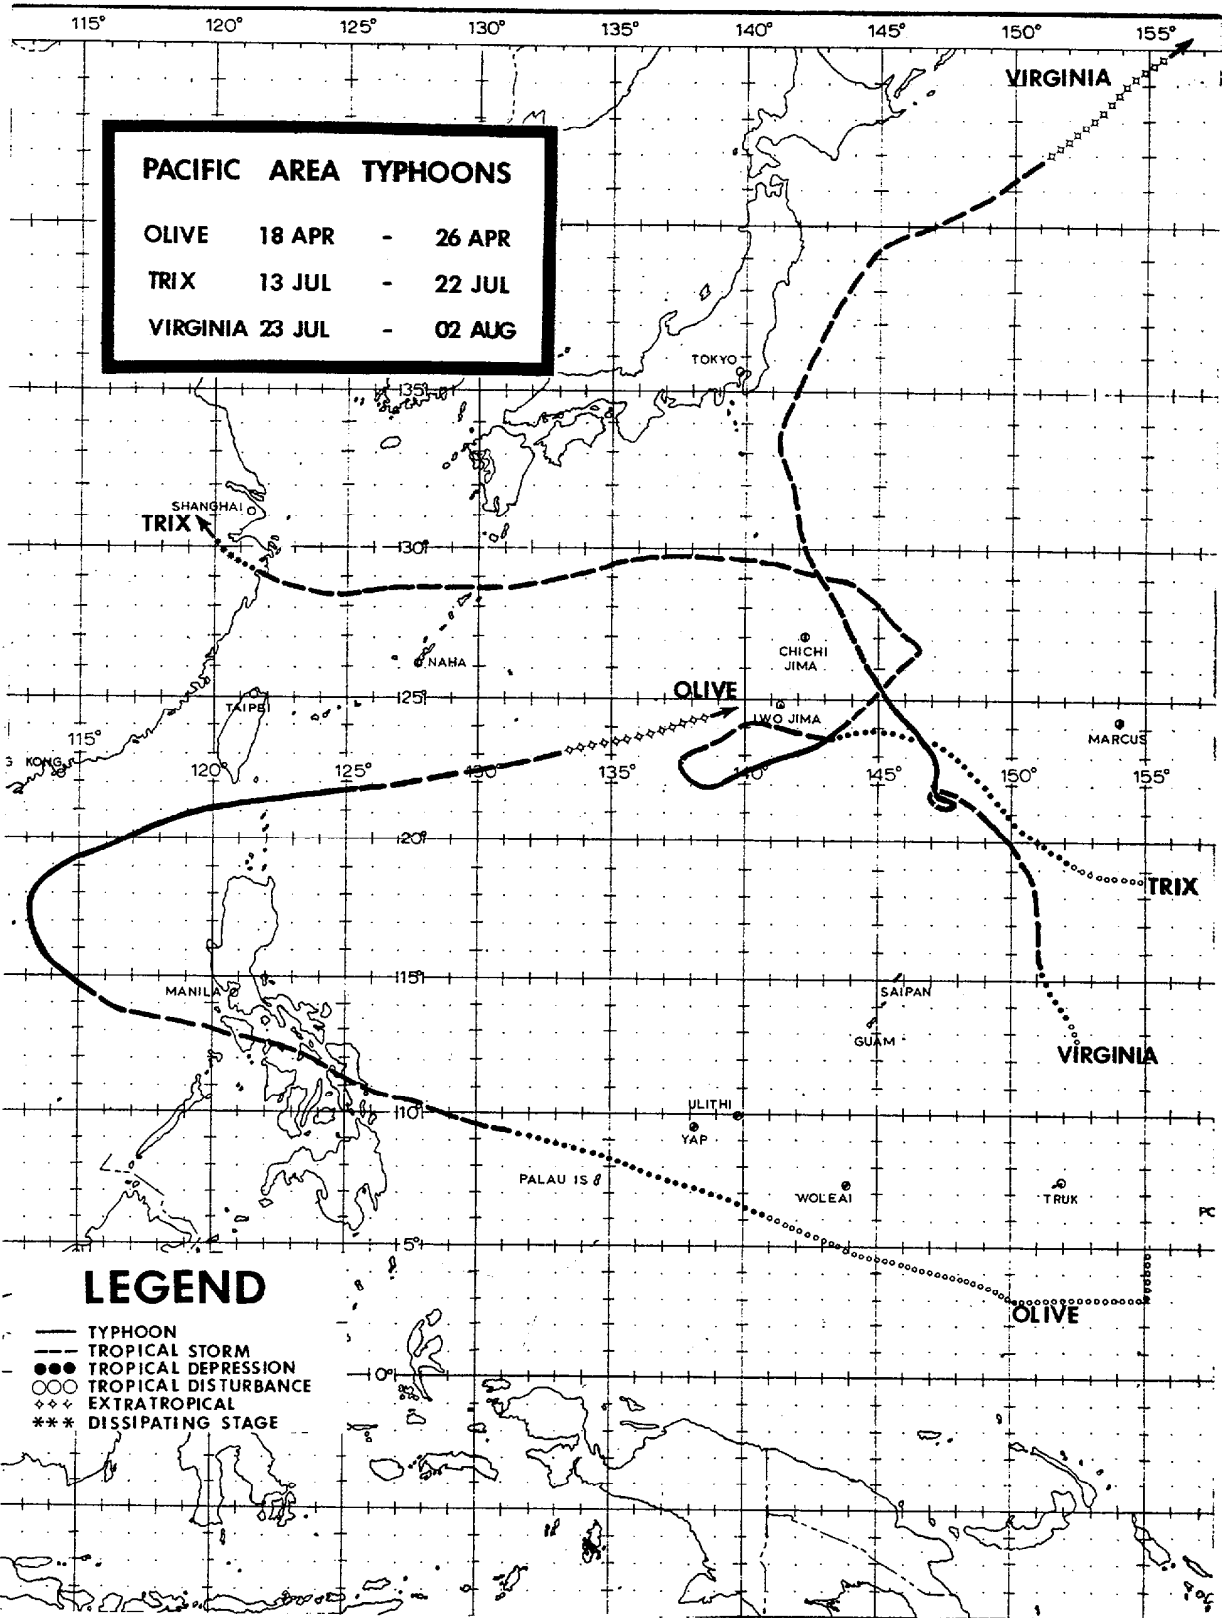 115° 120° 125° 130° 135° 140° 145° 150° 155°
VIRGINIA
PACIFIC AREA TYPHOONS
OLIVE 18 APR - 26 APR
TRIX 13 JUL - 22 JUL
VIRGINIA 23 JUL - 02 AUG
TOKYO
35°
SHANGHAI
TRIX
30°
CHICHI
JIMA
NAHA
25°
OLIVE
TAIPEI
IWO JIMA
MARCUS
115°
G KONG
120° 125° 130° 135° 140° 145° 150° 155°
20°
TRIX
15°
MANILA
SAIPAN
GUAM
VIRGINIA
ULITHI
10°
YAP
PALAU IS
WOLEAI
TRUK
PC
5°
LEGEND
OLIVE
TYPHOON
TROPICAL STORM
TROPICAL DEPRESSION
0°
TROPICAL DISTURBANCE
EXTRATROPICAL
*** DISSIPATING STAGE